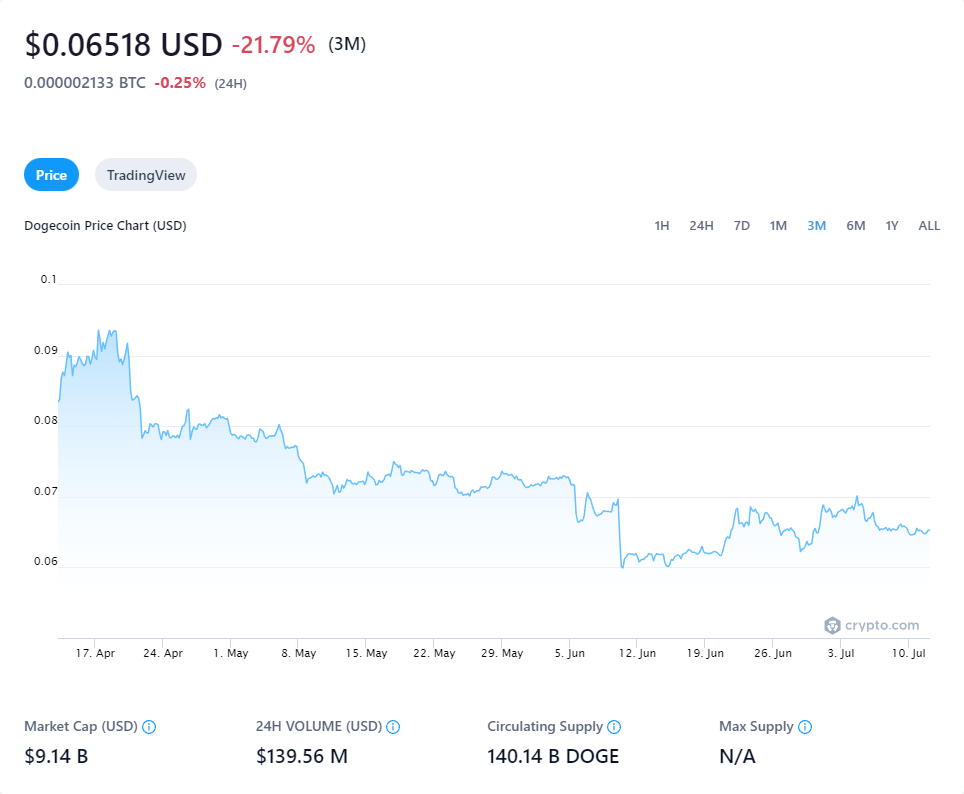 $0.06518 USD -21.79% (3M)
0.000002133 BTC -0.25% (24H)
Price TradingView
Dogecoin Price Chart (USD) 1H 24H 7D 1M 3M 6M 1Y ALL
0.1
0.09
0.08
0.07
0.06
crypto.com
17. Apr 24. Apr 1. May 8. May 15. May 22. May 29. May 5. Jun 12. Jun 19. Jun 26. Jun 3. Jul 10. Jul
Market Cap (USD) 24H VOLUME (USD) Circulating Supply Max Supply
$9.14 B $139.56 M 140.14 B DOGE N/A